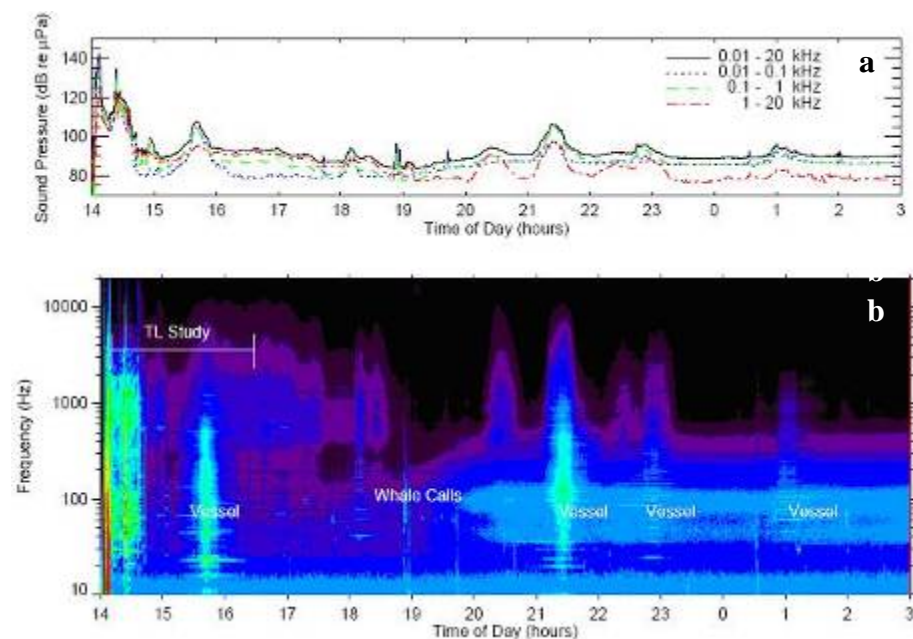 140
120
100
80
Sound Pressure (dB re µPa)
0.01 - 20 kHz
0.01 - 0.1 kHz
0.1 - 1 kHz
1 - 20 kHz
a
14 15 16 17 18 19 20 21 22 23 0 1 2 3
Time of Day (hours)
b
10000
1000
100
10
Frequency (Hz)
TL Study
Whale Calls
Vessel
Vessel
Vessel
Vessel
14 15 16 17 18 19 20 21 22 23 0 1 2 3
Time of Day (hours)